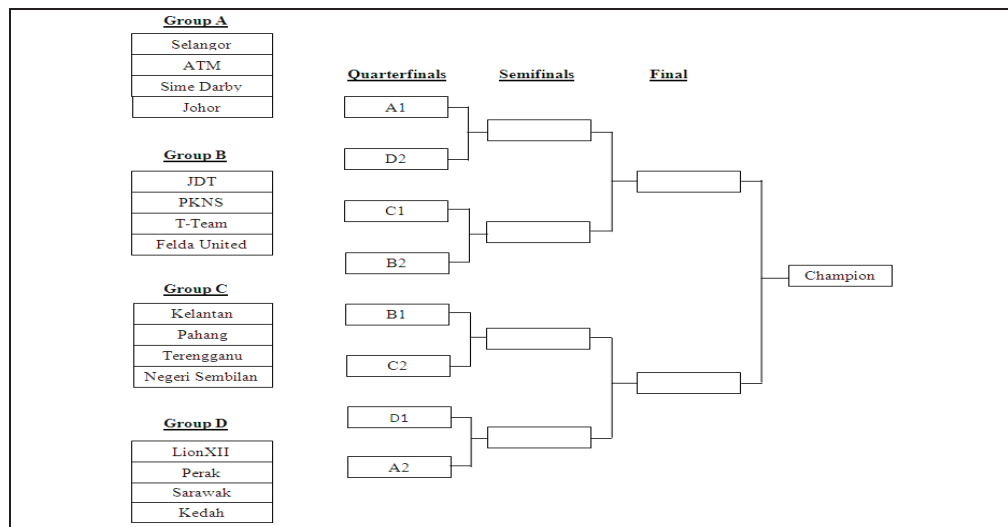 Group A
Selangor
ATM
Sime Darby
Johor
Group B
JDT
PKNS
T-Team
Felda United
Group C
Kelantan
Pahang
Terengganu
Negeri Sembilan
Group D
LionXII
Perak
Sarawak
Kedah
Quarterfinals
A1
D2
C1
B2
B1
C2
D1
A2
Semifinals
Final
Champion